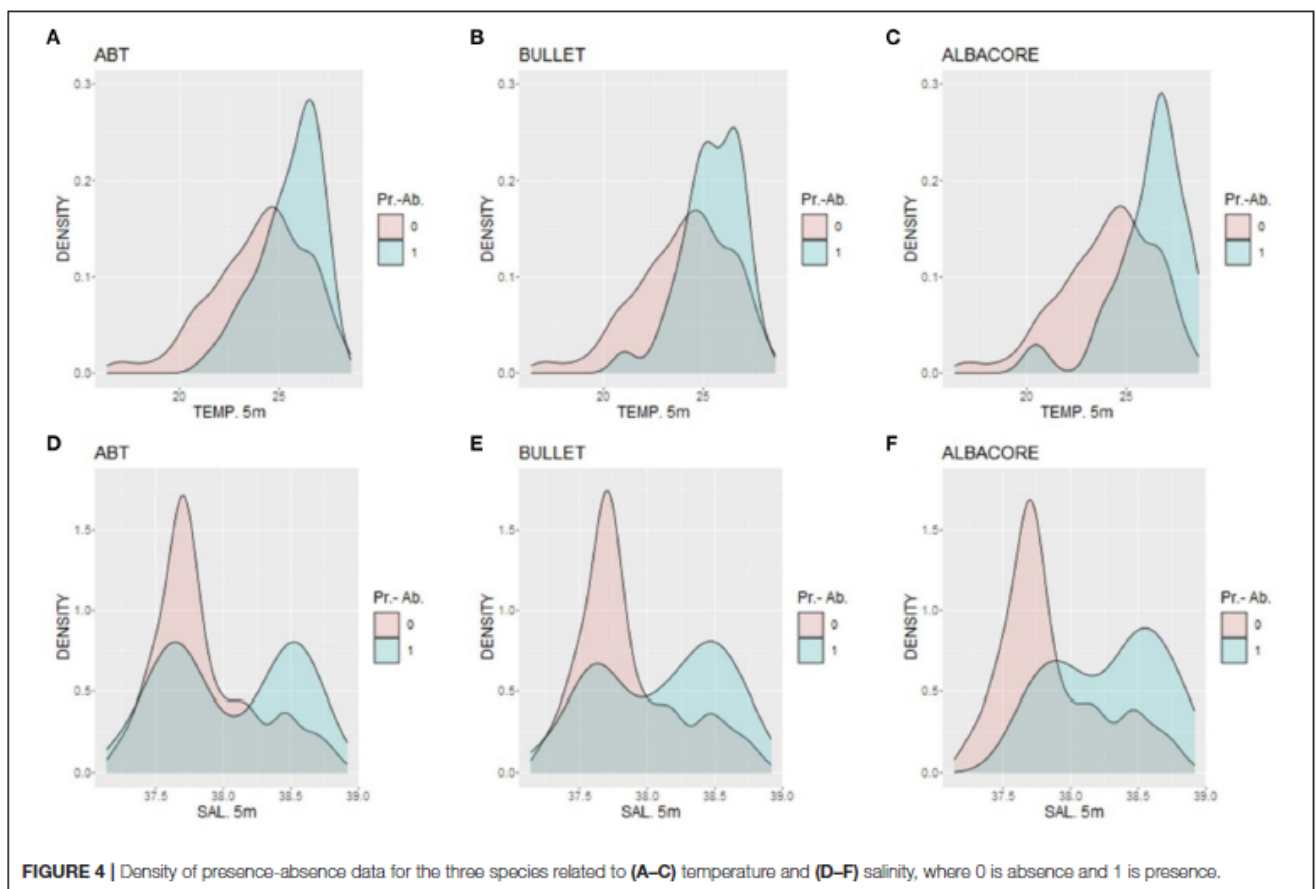 A
ABT
0.3
0.2
0.1
0.0
DENSITY
20
25
TEMP. 5m
Pr.-Ab.
0
1
B
BULLET
0.3
0.2
0.1
0.0
DENSITY
20
25
TEMP. 5m
Pr.-Ab.
0
1
C
ALBACORE
0.3
0.2
0.1
0.0
DENSITY
20
25
TEMP. 5m
Pr.-Ab.
0
1
D
ABT
1.5
1.0
0.5
0.0
DENSITY
37.5
38.0
38.5
39.0
SAL. 5m
Pr.- Ab.
0
1
E
BULLET
1.5
1.0
0.5
0.0
DENSITY
37.5
38.0
38.5
39.0
SAL. 5m
Pr.- Ab.
0
1
F
ALBACORE
1.5
1.0
0.5
0.0
DENSITY
37.5
38.0
38.5
39.0
SAL. 5m
Pr.- Ab.
0
1
FIGURE 4 | Density of presence-absence data for the three species related to (A–C) temperature and (D–F) salinity, where 0 is absence and 1 is presence.